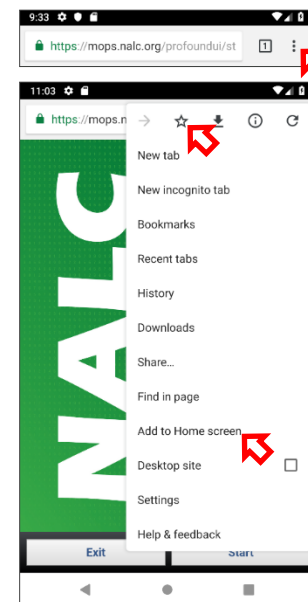 9:33
https://mops.nalc.org/profoundui/st
1
11:03
https://mops.n
New tab
New incognito tab
Bookmarks
Recent tabs
History
Downloads
Share...
Find in page
Add to Home screen
Desktop site
Settings
Help & feedback
NALC
Exit
Start